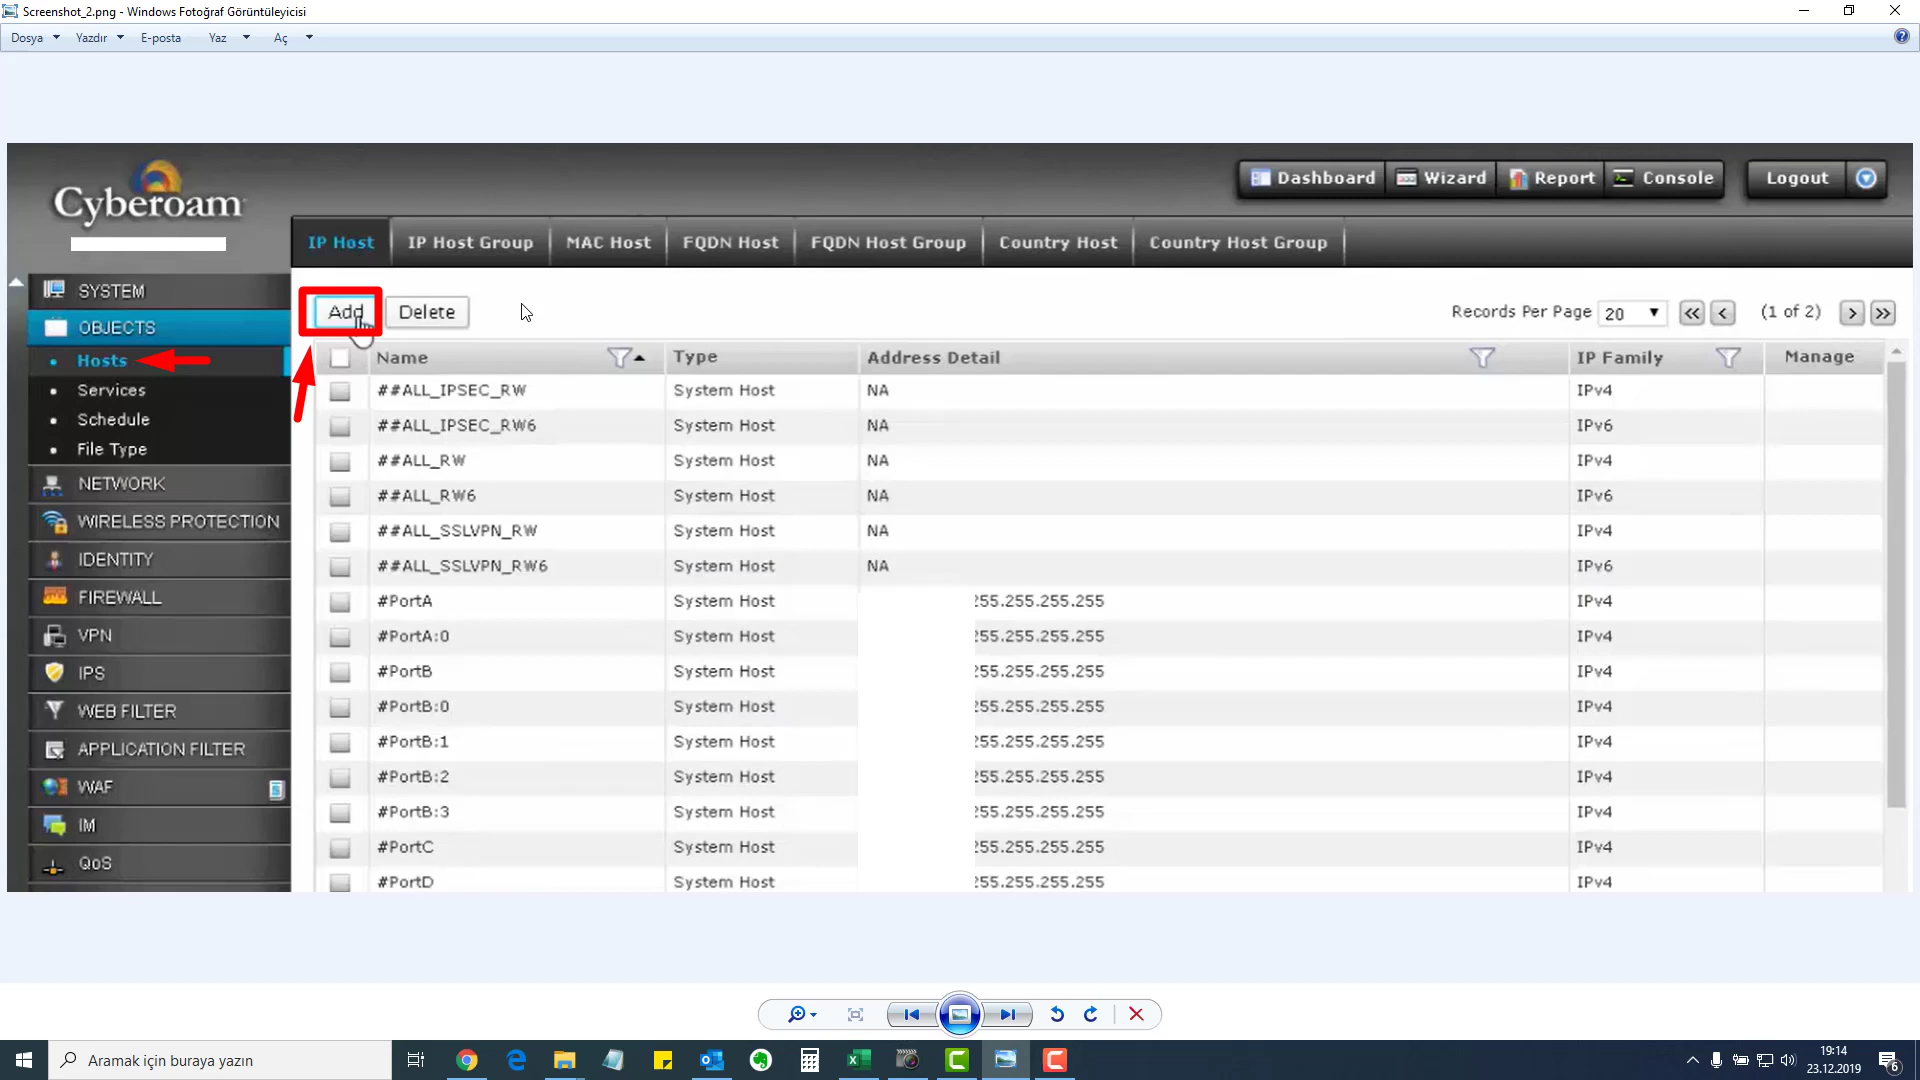 Screenshot_2.png - Windows Fotoğraf Görüntüleyicisi
Dosya Yazdır E-posta Yaz Aç
Cyberoam
Dashboard Wizard Report Console Logout
IP Host IP Host Group MAC Host FQDN Host FQDN Host Group Country Host Country Host Group
SYSTEM
OBJECTS
Hosts
Services
Schedule
File Type
NETWORK
WIRELESS PROTECTION
IDENTITY
FIREWALL
VPN
IPS
WEB FILTER
APPLICATION FILTER
WAF
IM
QoS
Add Delete Records Per Page 20 (1 of 2)
Name Type Address Detail IP Family Manage
##ALL_IPSEC_RW System Host NA IPv4
##ALL_IPSEC_RW6 System Host NA IPv6
##ALL_RW System Host NA IPv4
##ALL_RW6 System Host NA IPv6
##ALL_SSLVPN_RW System Host NA IPv4
##ALL_SSLVPN_RW6 System Host NA IPv6
#PortA System Host 255.255.255.255 IPv4
#PortA:0 System Host 255.255.255.255 IPv4
#PortB System Host 255.255.255.255 IPv4
#PortB:0 System Host 255.255.255.255 IPv4
#PortB:1 System Host 255.255.255.255 IPv4
#PortB:2 System Host 255.255.255.255 IPv4
#PortB:3 System Host 255.255.255.255 IPv4
#PortC System Host 255.255.255.255 IPv4
#PortD System Host 255.255.255.255 IPv4
Aramak için buraya yazın
19:14
23.12.2019
6